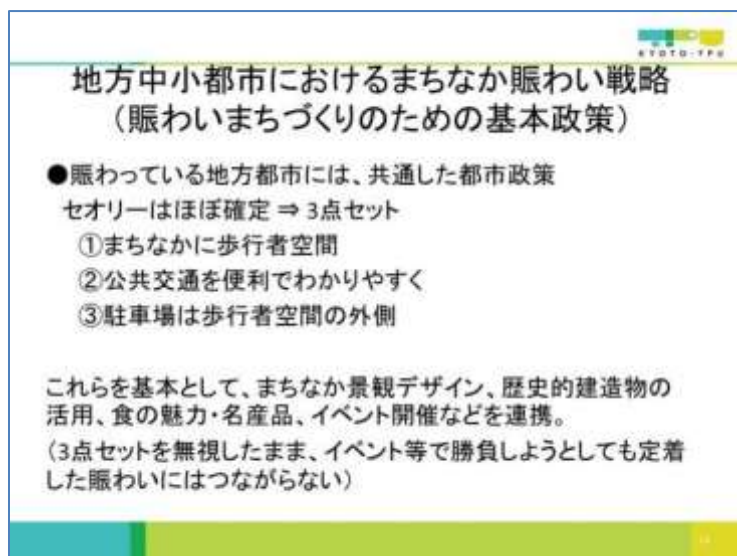 KYOTO-TPU
地方中小都市におけるまちなか賑わい戦略
（賑わいまちづくりのための基本政策）
●賑わっている地方都市には、共通した都市政策
セオリーはほぼ確定 ⇒ 3点セット
①まちなかに歩行者空間
②公共交通を便利でわかりやすく
③駐車場は歩行者空間の外側
これらを基本として、まちなか景観デザイン、歴史的建造物の
活用、食の魅力・名産品、イベント開催などを連携。
（3点セットを無視したまま、イベント等で勝負しようとしても定着
した賑わいにはつながらない）